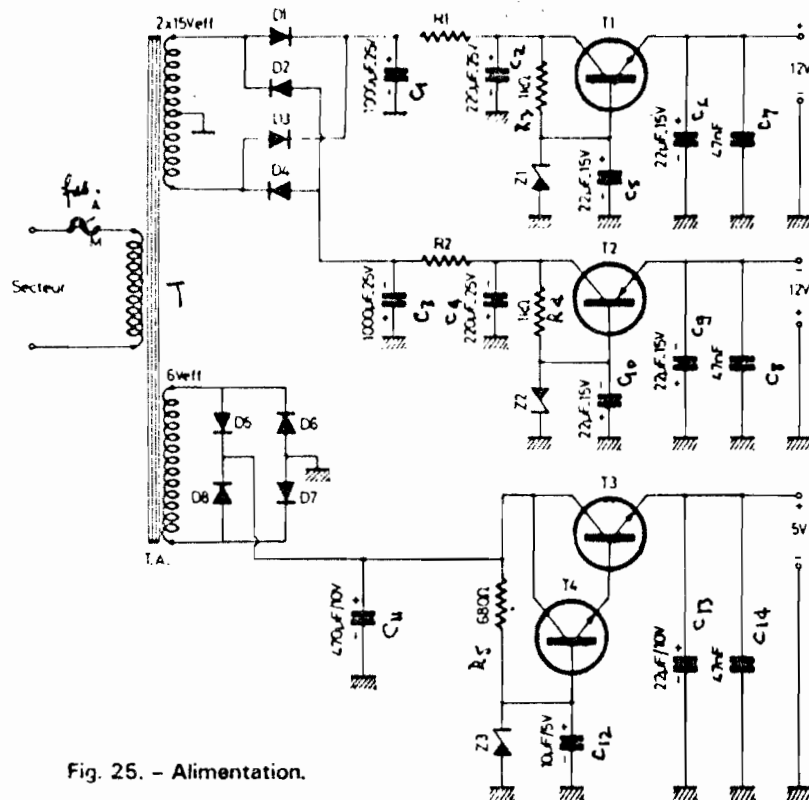 2x15Veff
D1
D2
D3
D4
1000µF.25V
C1
R1
220µF.25V
C2
1kΩ
R3
Z1
22µF.15V
C5
T1
22µF.15V
C6
47nF
C7
+
12V
-
fus.
A
M
Secteur
T
1000µF.25V
C3
R2
C4
220µF.25V
1kΩ
R4
Z2
22µF.15V
C10
T2
22µF.15V
C9
47nF
C8
-
12V
+
6Veff
D5
D6
D8
D7
T.A.
470µF/10V
C11
680Ω
R5
Z3
T4
10µF/5V
C12
T3
22µF/10V
C13
47nF
C14
+
5V
-
Fig. 25. – Alimentation.